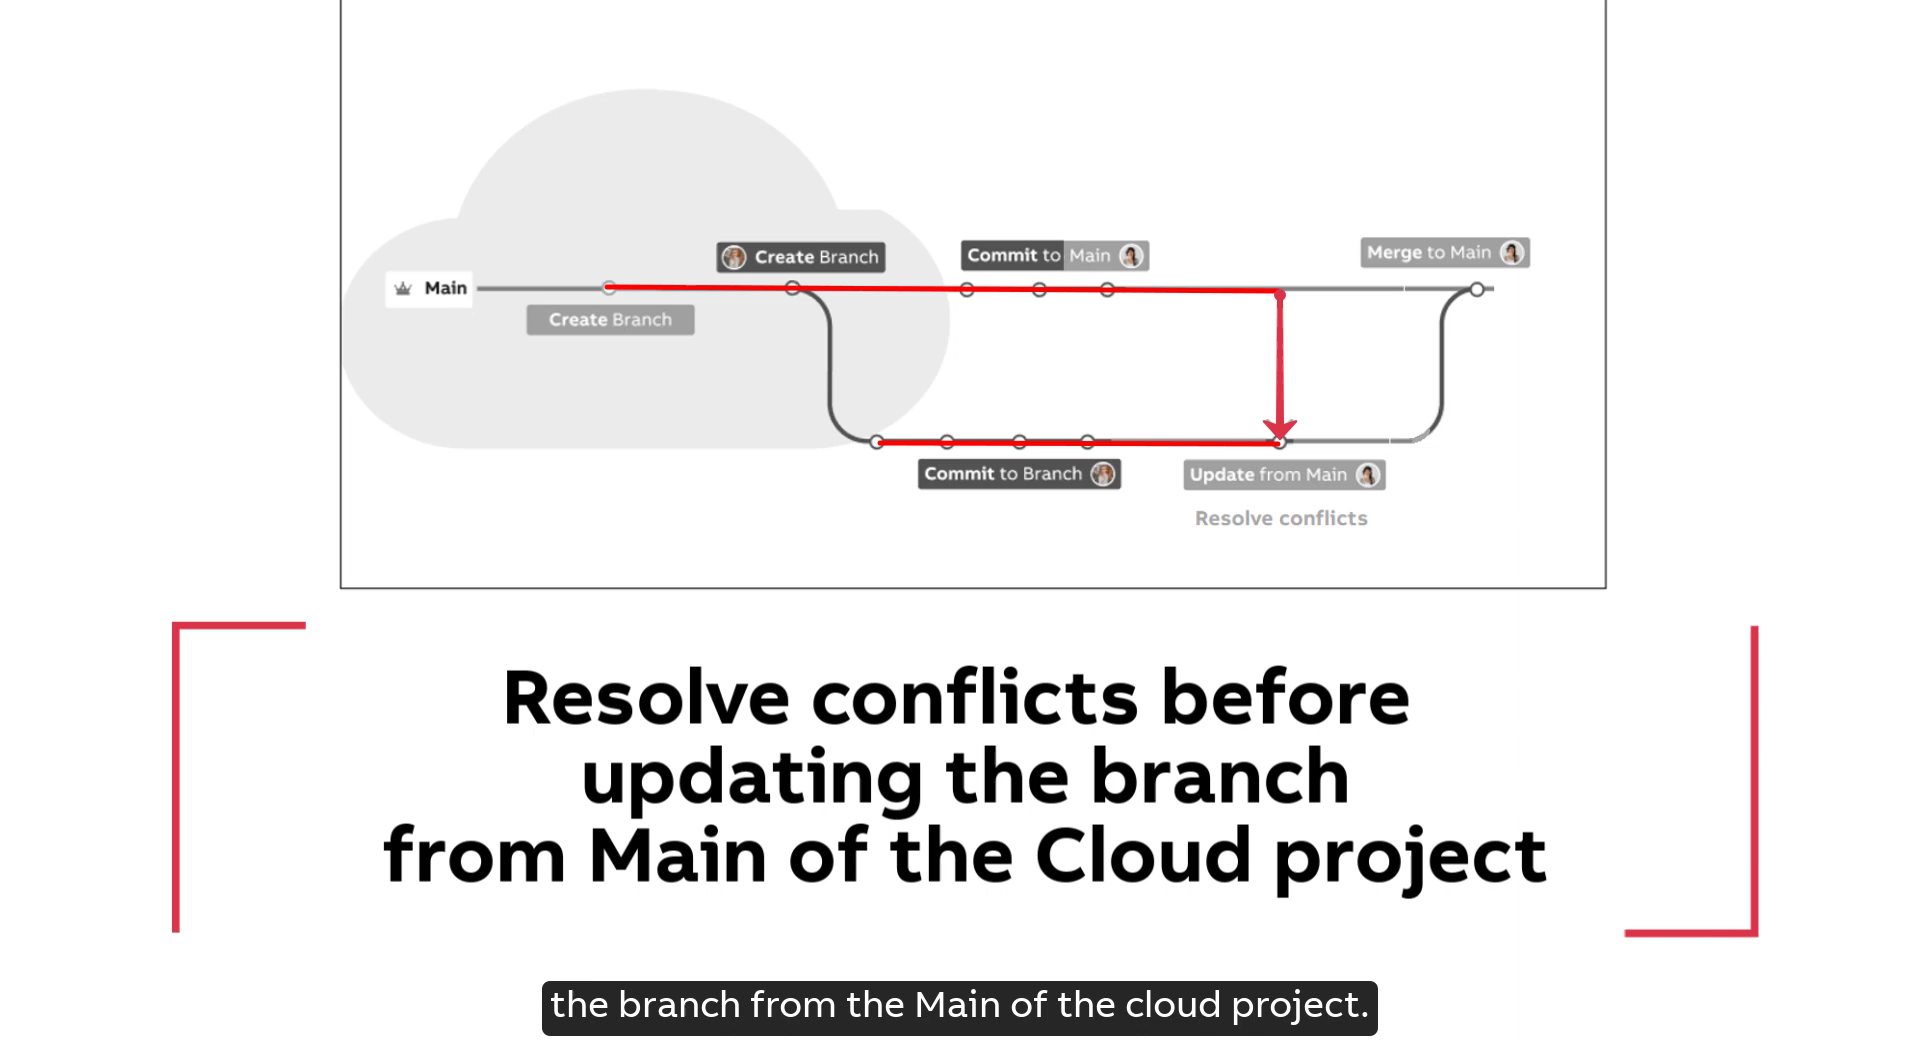 Create Branch
Commit to Main
Merge to Main
Main
Create Branch
Commit to Branch
Update from Main
Resolve conflicts
Resolve conflicts before
updating the branch
from Main of the Cloud project
the branch from the Main of the cloud project.